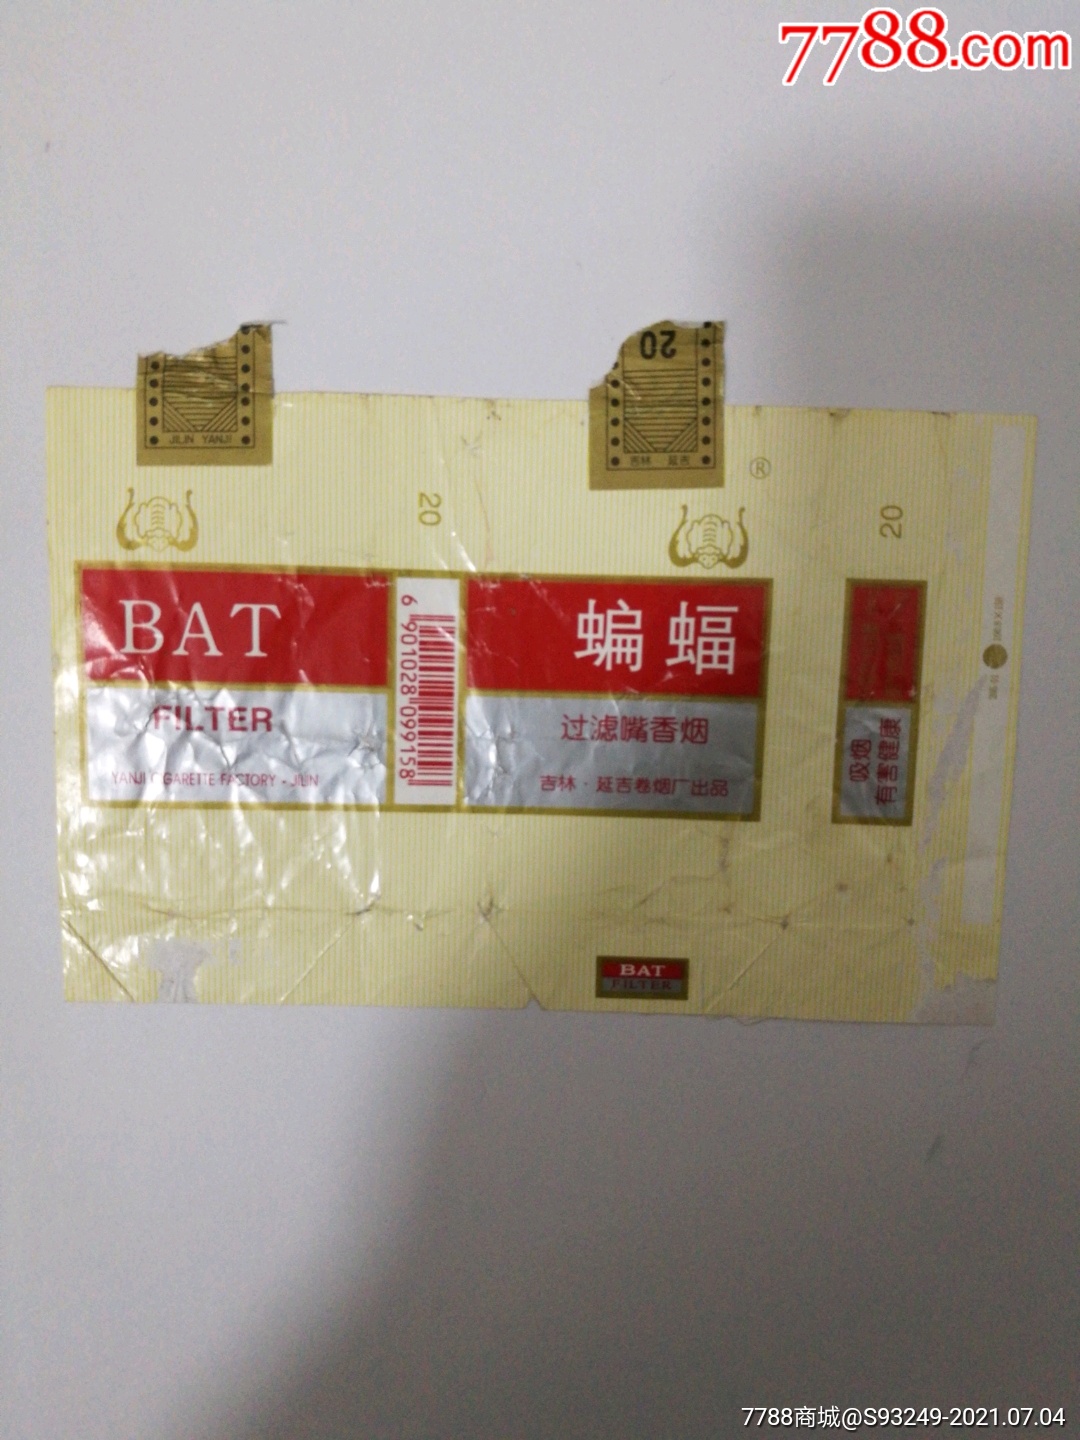 7788.com
20
JILIN YANJI
吉林 延吉
®
20
20
BAT
FILTER
YANJI CIGARETTE FACTORY - JILIN
6 901028 099158
蝙蝠
过滤嘴香烟
吉林·延吉卷烟厂出品
吸烟
有害健康
BAT
FILTER
7788商城@S93249-2021.07.04